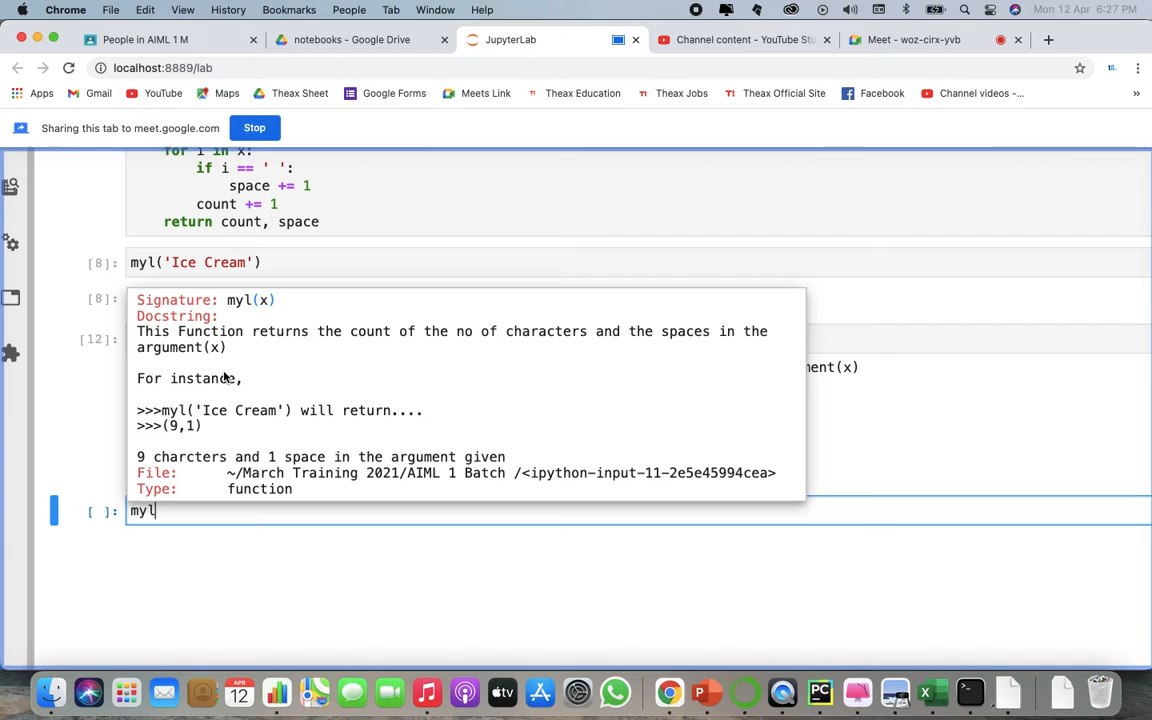 Chrome File Edit View History Bookmarks People Tab Window Help Mon 12 Apr 6:27 PM
People in AIML 1 M notebooks - Google Drive JupyterLab Channel content - YouTube Stu Meet - woz-cirx-yvb
localhost:8889/lab
Apps Gmail YouTube Maps Theax Sheet Google Forms Meets Link Theax Education Theax Jobs Theax Official Site Facebook Channel videos -... »
Sharing this tab to meet.google.com Stop
for i in x:
if i == ' ':
space += 1
count += 1
return count, space
[8]: myl('Ice Cream')
[8]:
Signature: myl(x)
Docstring:
This Function returns the count of the no of characters and the spaces in the
[12]:
argument(x)
ment(x)
For instance,
>>>myl('Ice Cream') will return....
>>>(9,1)
9 charcters and 1 space in the argument given
File: ~/March Training 2021/AIML 1 Batch /<ipython-input-11-2e5e45994cea>
Type: function
[ ]: myl
APR
12
tv
PC